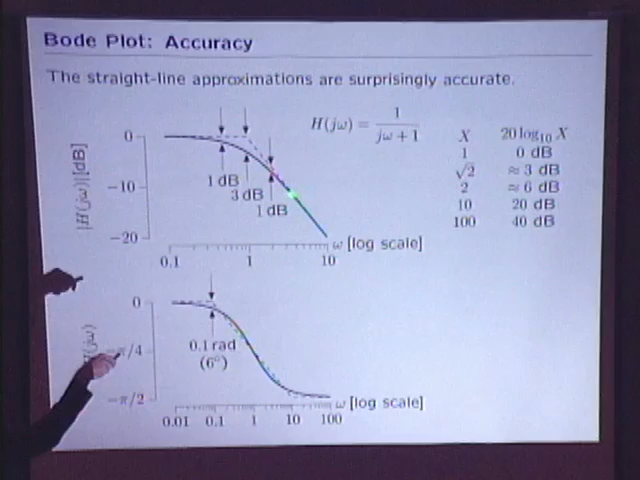 Bode Plot: Accuracy
The straight-line approximations are surprisingly accurate.
H(jω) = 1 / (jω + 1)
X 20 log₁₀ X
1 0 dB
√2 ≈ 3 dB
2 ≈ 6 dB
10 20 dB
100 40 dB
|H(jω)|[dB]
0
−10
−20
1 dB
3 dB
1 dB
ω [log scale]
0.1 1 10
H(jω)
0
−π/4
−π/2
0.1 rad
(6°)
ω [log scale]
0.01 0.1 1 10 100